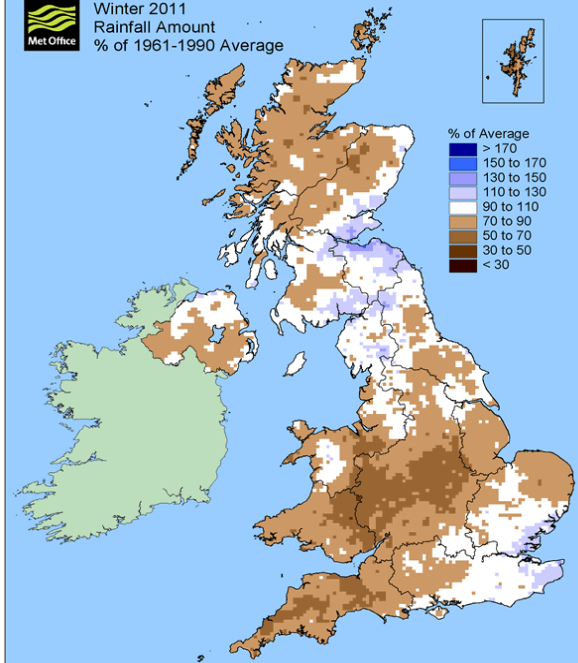 Met Office
Winter 2011
Rainfall Amount
% of 1961-1990 Average
% of Average
> 170
150 to 170
130 to 150
110 to 130
90 to 110
70 to 90
50 to 70
30 to 50
< 30